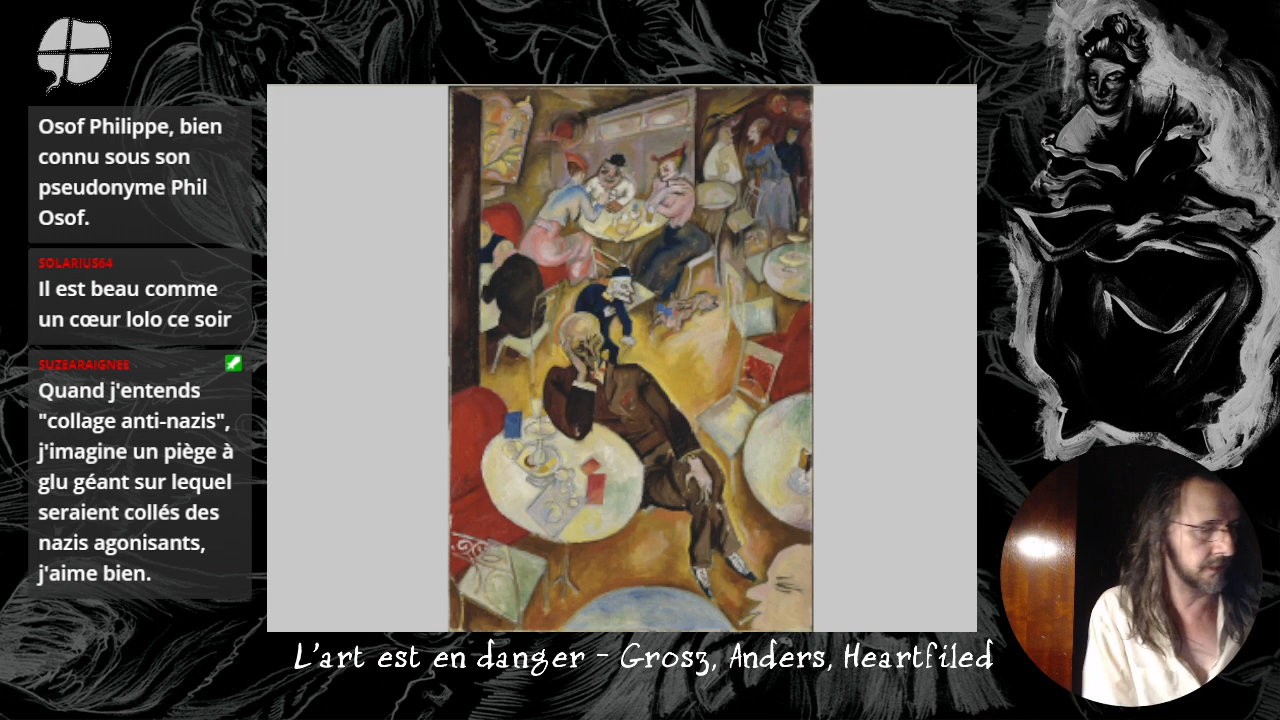 Osof Philippe, bien
connu sous son
pseudonyme Phil
Osof.
SOLARIUS64
Il est beau comme
un cœur lolo ce soir
SUZEARAIGNEE
Quand j'entends
"collage anti-nazis",
j'imagine un piège à
glu géant sur lequel
seraient collés des
nazis agonisants,
j'aime bien.
L'art est en danger - Grosz, Anders, Heartfiled